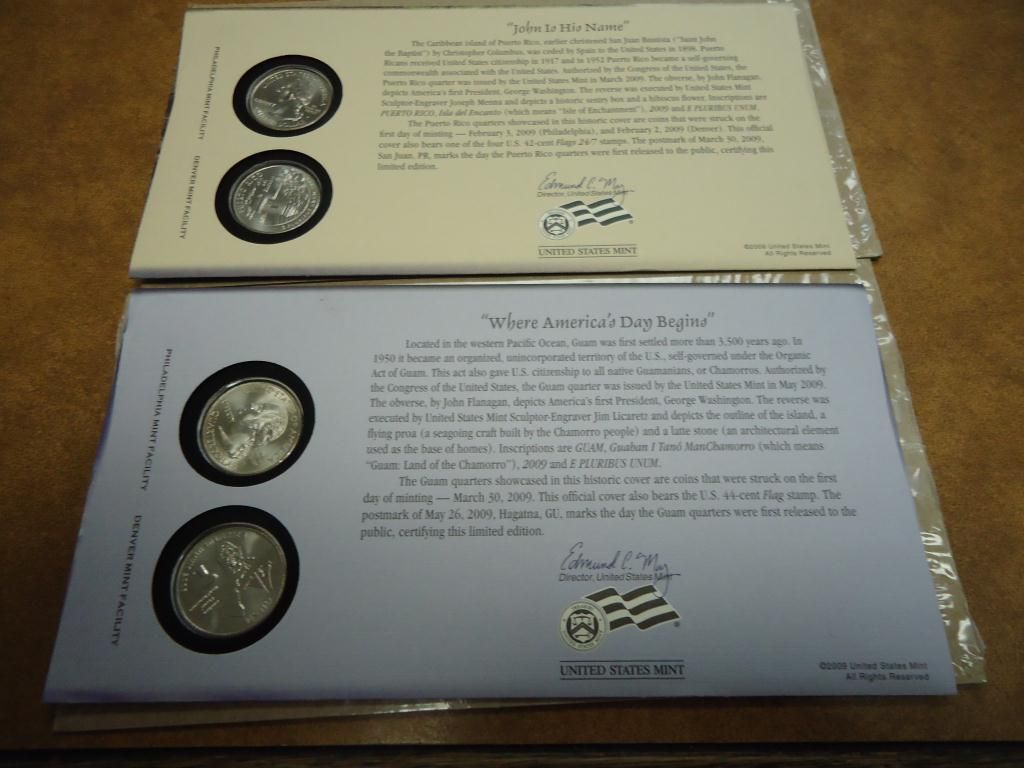 "John Is His Name"
The Caribbean island of Puerto Rico, earlier christened San Juan Bautista ("Saint John
the Baptist") by Christopher Columbus, was ceded by Spain to the United States in 1898. Puerto
Ricans received United States citizenship in 1917 and in 1952 Puerto Rico became a self-governing
commonwealth associated with the United States. Authorized by the Congress of the United States, the
Puerto Rico quarter was issued by the United States Mint in March 2009. The obverse, by John Flanagan,
depicts America's first President, George Washington. The reverse was executed by United States Mint
Sculptor-Engraver Joseph Menna and depicts a historic sentry box and a hibiscus flower. Inscriptions are
PUERTO RICO, Isla del Encanto (which means "Isle of Enchantment"), 2009 and E PLURIBUS UNUM.
The Puerto Rico quarters showcased in this historic cover are coins that were struck on the
first day of minting — February 3, 2009 (Philadelphia), and February 2, 2009 (Denver). This official
cover also bears one of the four U.S. 42-cent Flags 24/7 stamps. The postmark of March 30, 2009,
San Juan, PR, marks the day the Puerto Rico quarters were first released to the public, certifying this
limited edition.
PHILADELPHIA MINT FACILITY
DENVER MINT FACILITY
Edmund C. Moy
Director, United States Mint
UNITED STATES MINT
©2009 United States Mint
All Rights Reserved
"Where America's Day Begins"
Located in the western Pacific Ocean, Guam was first settled more than 3,500 years ago. In
1950 it became an organized, unincorporated territory of the U.S., self-governed under the Organic
Act of Guam. This act also gave U.S. citizenship to all native Guamanians, or Chamorros. Authorized by
the Congress of the United States, the Guam quarter was issued by the United States Mint in May 2009.
The obverse, by John Flanagan, depicts America's first President, George Washington. The reverse was
executed by United States Mint Sculptor-Engraver Jim Licaretz and depicts the outline of the island, a
flying proa (a seagoing craft built by the Chamorro people) and a latte stone (an architectural element
used as the base of homes). Inscriptions are GUAM, Guahan I Tanó ManChamorro (which means
"Guam: Land of the Chamorro"), 2009 and E PLURIBUS UNUM.
The Guam quarters showcased in this historic cover are coins that were struck on the first
day of minting — March 30, 2009. This official cover also bears the U.S. 44-cent Flag stamp. The
postmark of May 26, 2009, Hagatna, GU, marks the day the Guam quarters were first released to the
public, certifying this limited edition.
PHILADELPHIA MINT FACILITY
DENVER MINT FACILITY
Edmund C. Moy
Director, United States Mint
UNITED STATES MINT
©2009 United States Mint
All Rights Reserved